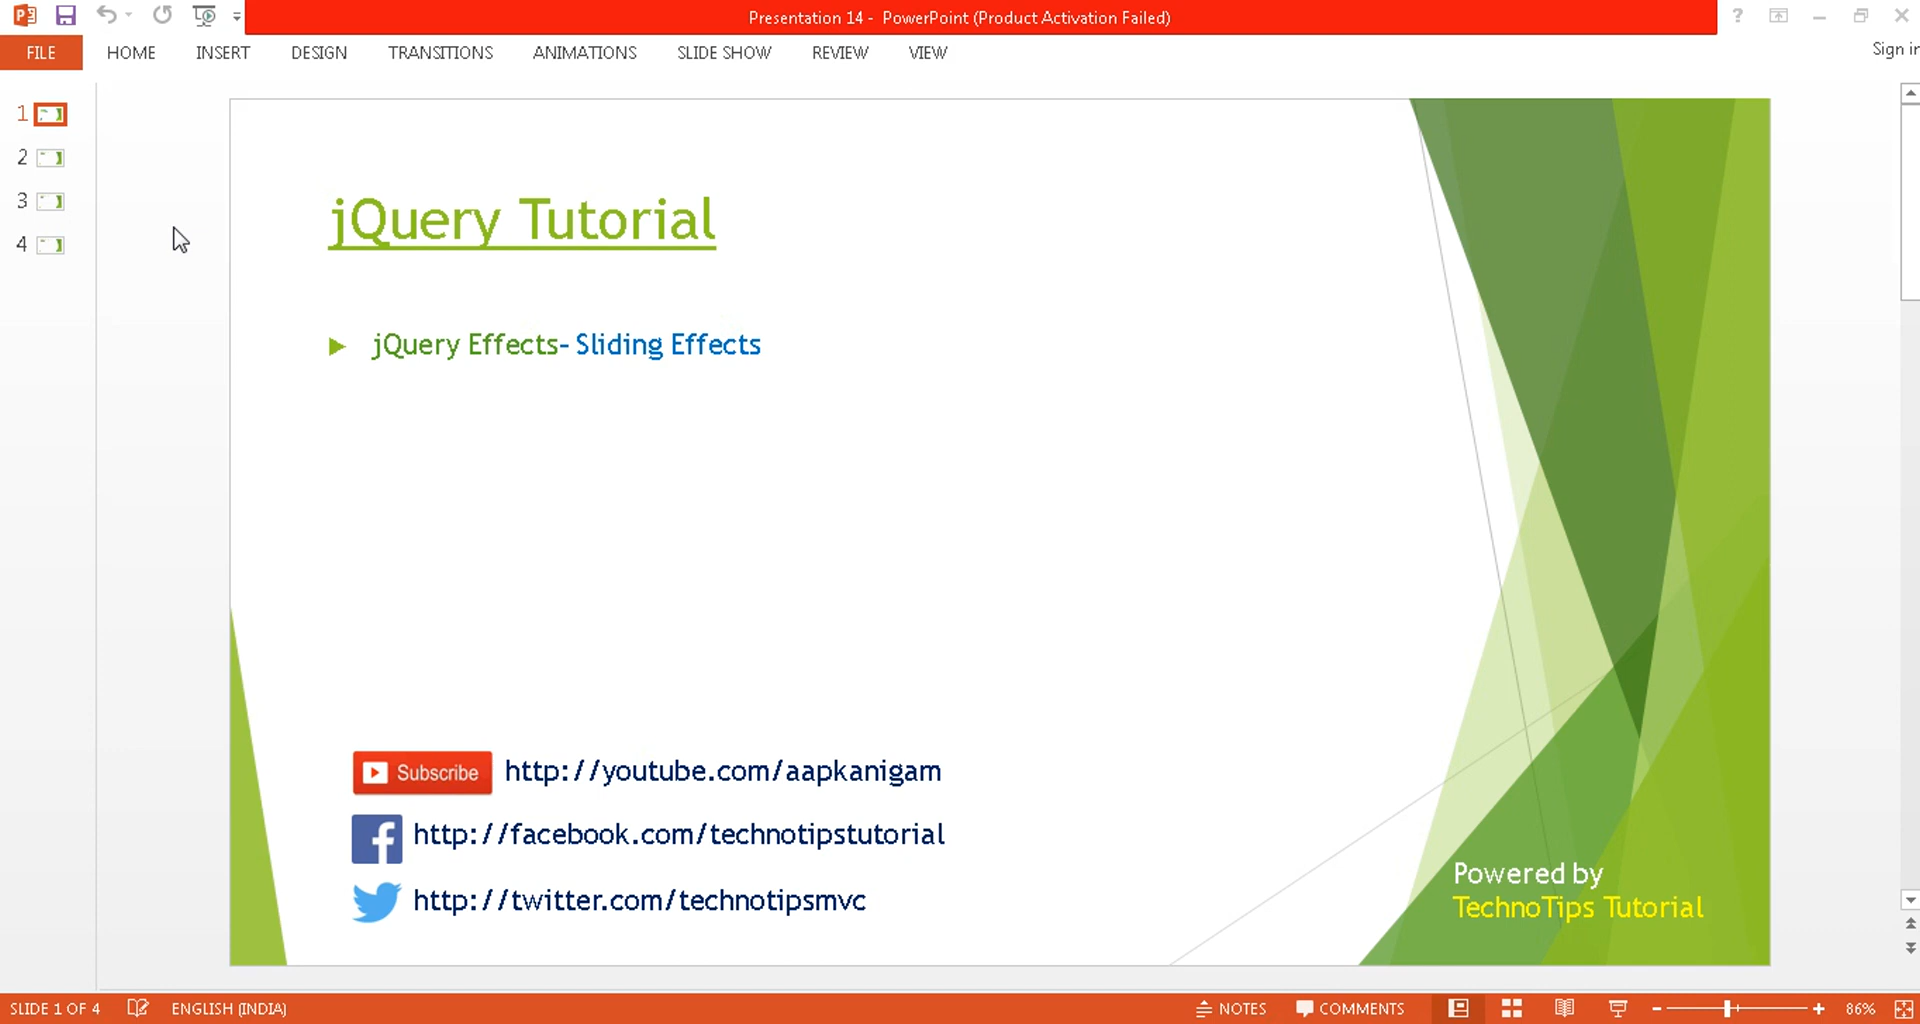 Presentation 14 - PowerPoint (Product Activation Failed)
FILE HOME INSERT DESIGN TRANSITIONS ANIMATIONS SLIDE SHOW REVIEW VIEW
Sign in
1
2
3
4
jQuery Tutorial
jQuery Effects– Sliding Effects
Subscribe http://youtube.com/aapkanigam
http://facebook.com/technotipstutorial
http://twitter.com/technotipsmvc
Powered by
TechnoTips Tutorial
SLIDE 1 OF 4 ENGLISH (INDIA) NOTES COMMENTS 86%